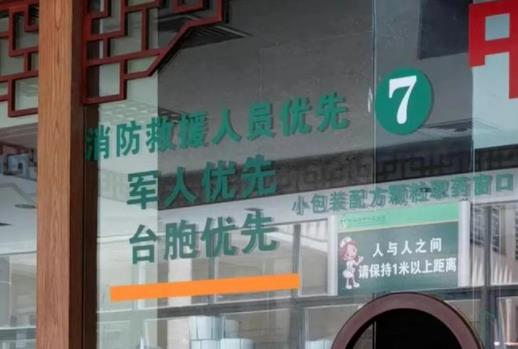 7
消防救援人员优先
军人优先
台胞优先
小包装配方颗粒取药窗口
人与人之间
请保持1米以上距离